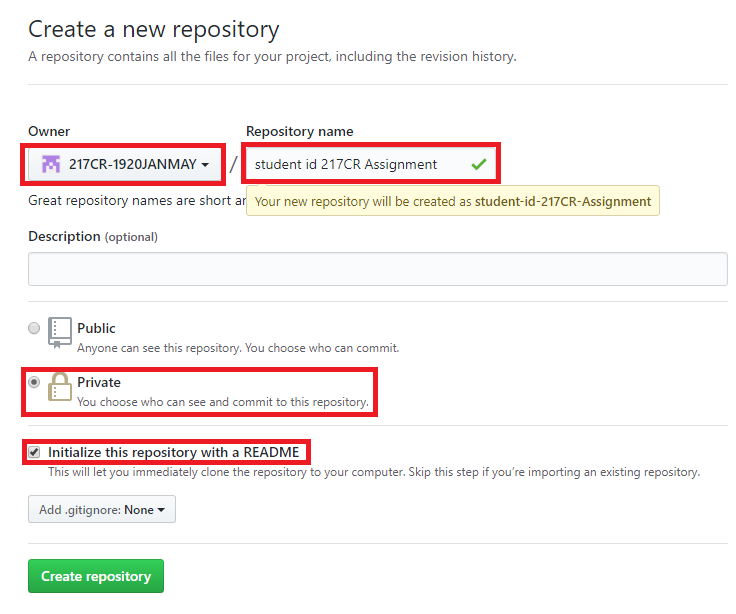 Create a new repository
A repository contains all the files for your project, including the revision history.
Owner
Repository name
217CR-1920JANMAY
/
student id 217CR Assignment
Great repository names are short ar
Your new repository will be created as student-id-217CR-Assignment
Description (optional)
Public
Anyone can see this repository. You choose who can commit.
Private
You choose who can see and commit to this repository.
Initialize this repository with a README
This will let you immediately clone the repository to your computer. Skip this step if you're importing an existing repository.
Add .gitignore: None
Create repository